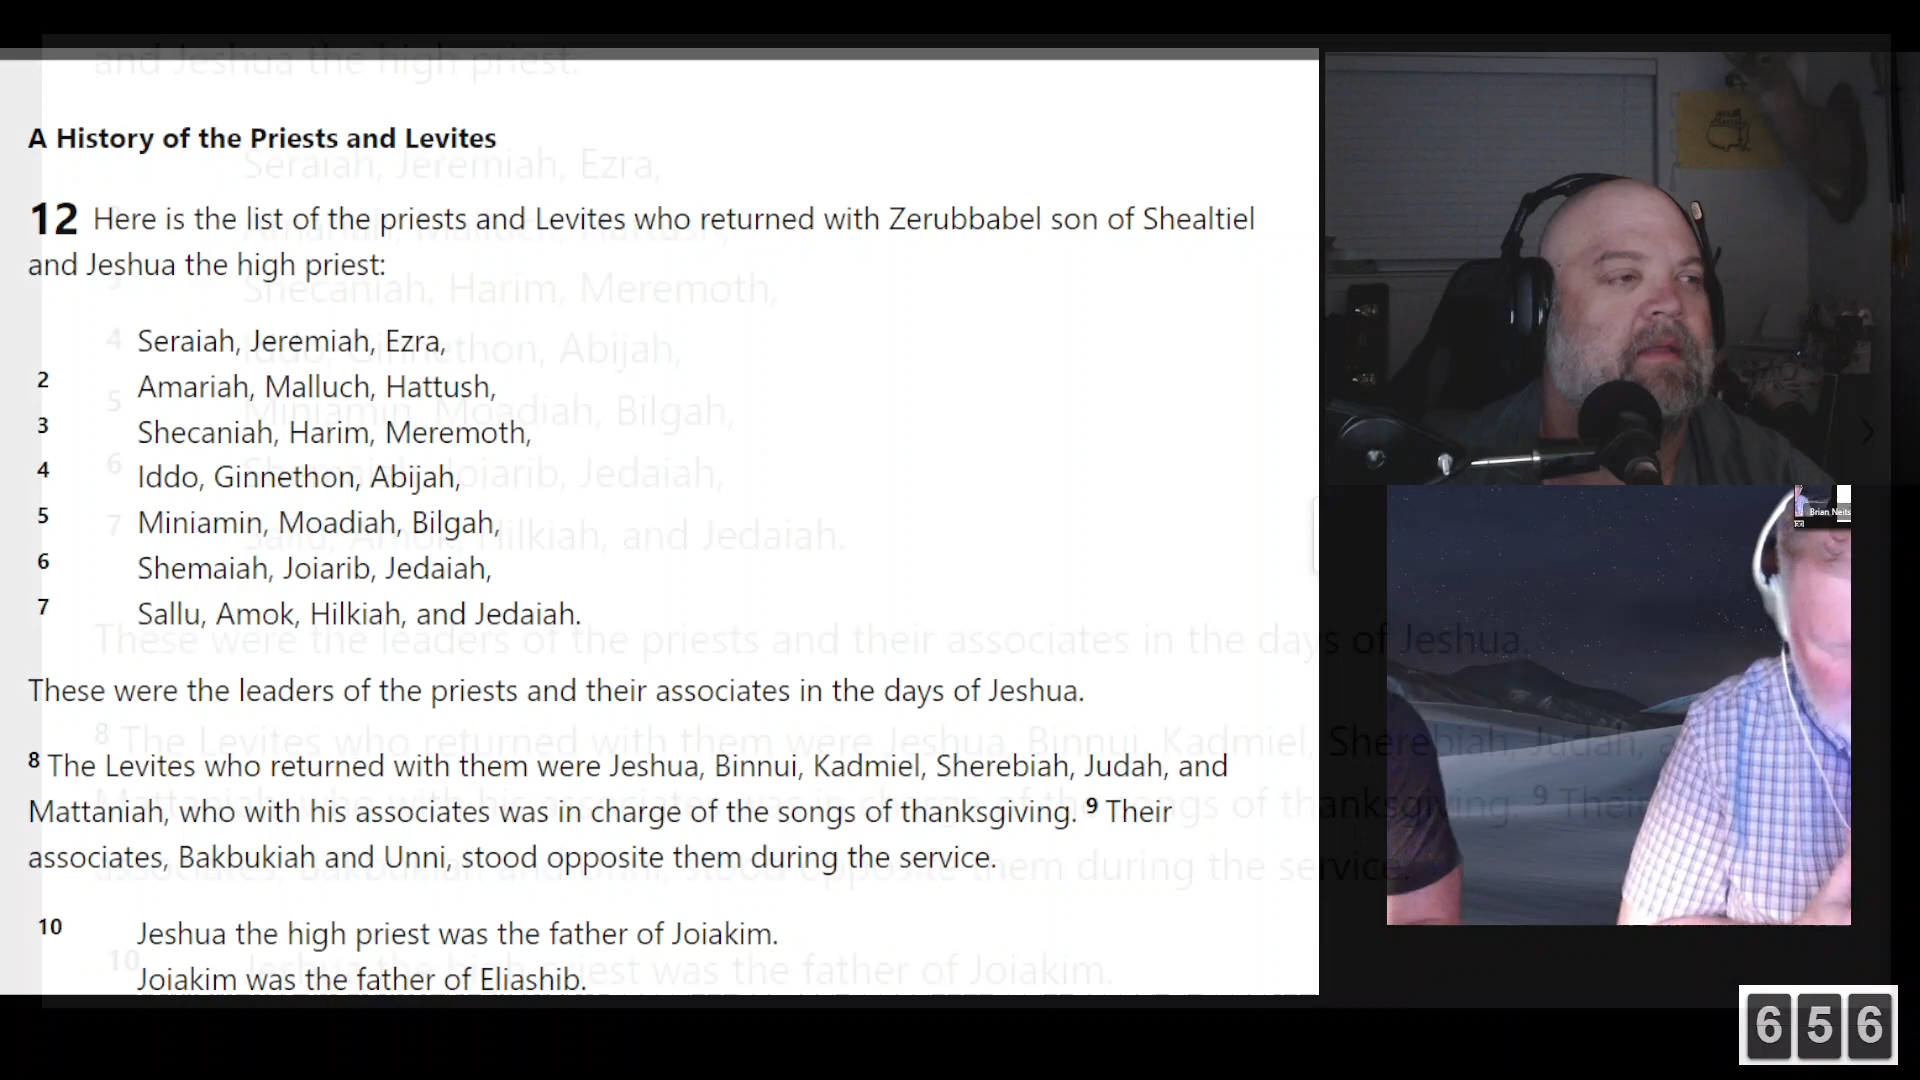 A History of the Priests and Levites
12 Here is the list of the priests and Levites who returned with Zerubbabel son of Shealtiel
and Jeshua the high priest:
Seraiah, Jeremiah, Ezra,
2 Amariah, Malluch, Hattush,
3 Shecaniah, Harim, Meremoth,
4 Iddo, Ginnethon, Abijah,
5 Miniamin, Moadiah, Bilgah,
6 Shemaiah, Joiarib, Jedaiah,
7 Sallu, Amok, Hilkiah, and Jedaiah.
These were the leaders of the priests and their associates in the days of Jeshua.
8 The Levites who returned with them were Jeshua, Binnui, Kadmiel, Sherebiah, Judah, and
Mattaniah, who with his associates was in charge of the songs of thanksgiving. 9 Their
associates, Bakbukiah and Unni, stood opposite them during the service.
10 Jeshua the high priest was the father of Joiakim.
Joiakim was the father of Eliashib.
Brian Neits
656